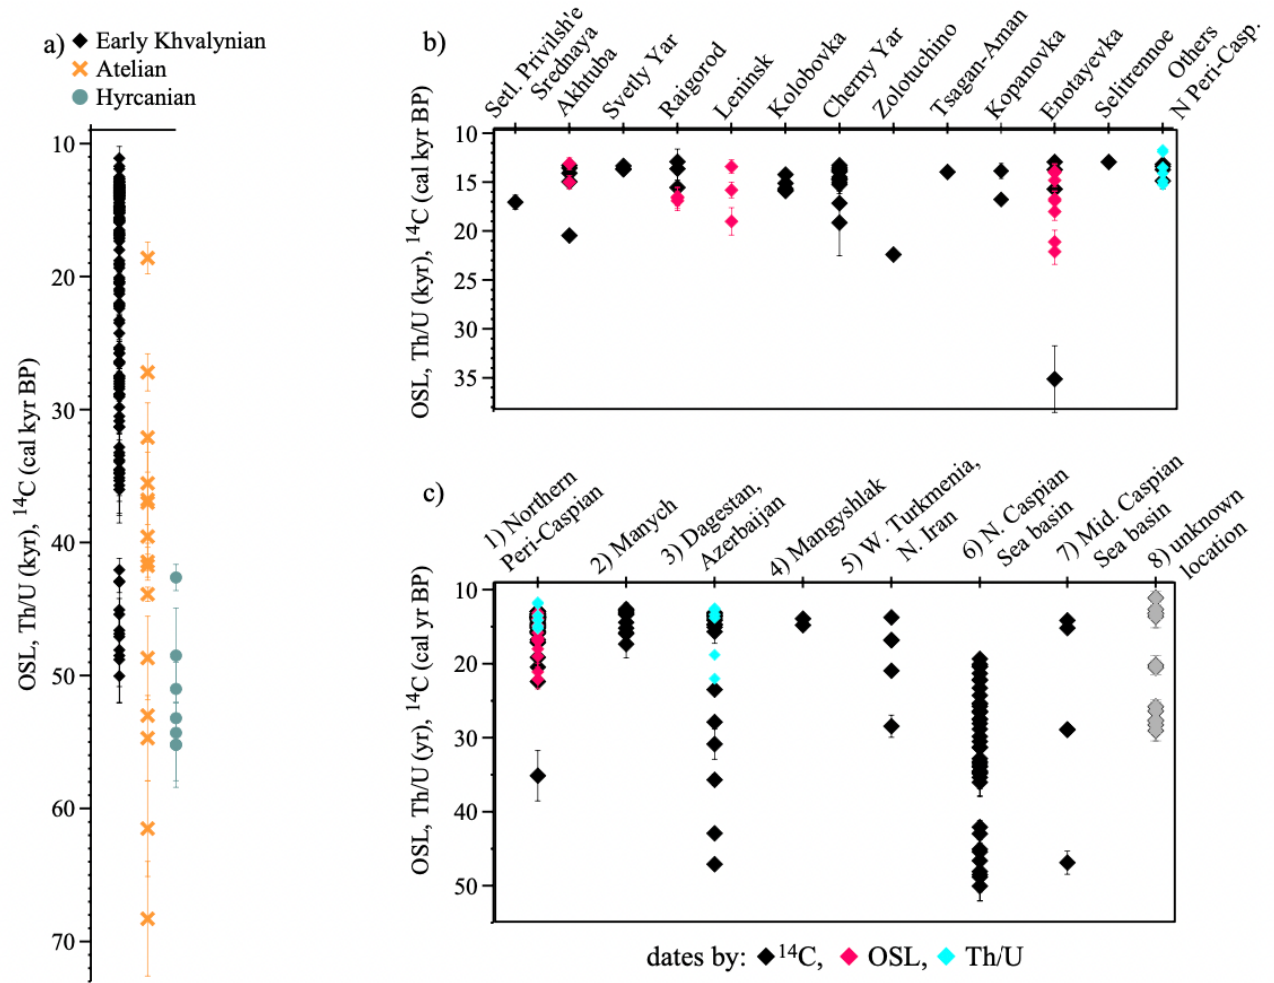 a)
Early Khvalynian
Atelian
Hyrcanian
OSL, Th/U (kyr), ¹⁴C (cal kyr BP)
10
20
30
40
50
60
70
b)
Setl. Privilsh'e
Srednaya
Akhtuba
Svetly Yar
Raigorod
Leninsk
Kolobovka
Cherny Yar
Zolotuchino
Tsagan-Aman
Kopanovka
Enotayevka
Selitrennoe
Others
N Peri-Casp.
OSL, Th/U (kyr), ¹⁴C (cal kyr BP)
10
15
20
25
30
35
c)
1) Northern
Peri-Caspian
2) Manych
3) Dagestan,
Azerbaijan
4) Mangyshlak
5) W. Turkmenia,
N. Iran
6) N. Caspian
Sea basin
7) Mid. Caspian
Sea basin
8) unknown
location
OSL, Th/U (yr), ¹⁴C (cal yr BP)
10
20
30
40
50
dates by: ¹⁴C, OSL, Th/U